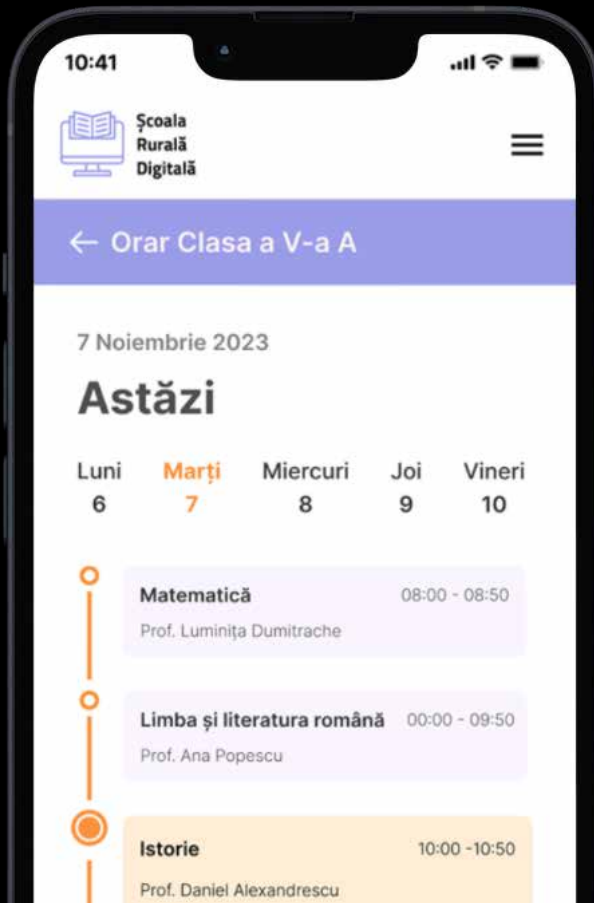 10:41
Școala
Rurală
Digitală
← Orar Clasa a V-a A
7 Noiembrie 2023
Astăzi
Luni Marți Miercuri Joi Vineri
6 7 8 9 10
Matematică 08:00 - 08:50
Prof. Luminița Dumitrache
Limba și literatura română 00:00 - 09:50
Prof. Ana Popescu
Istorie 10:00 -10:50
Prof. Daniel Alexandrescu